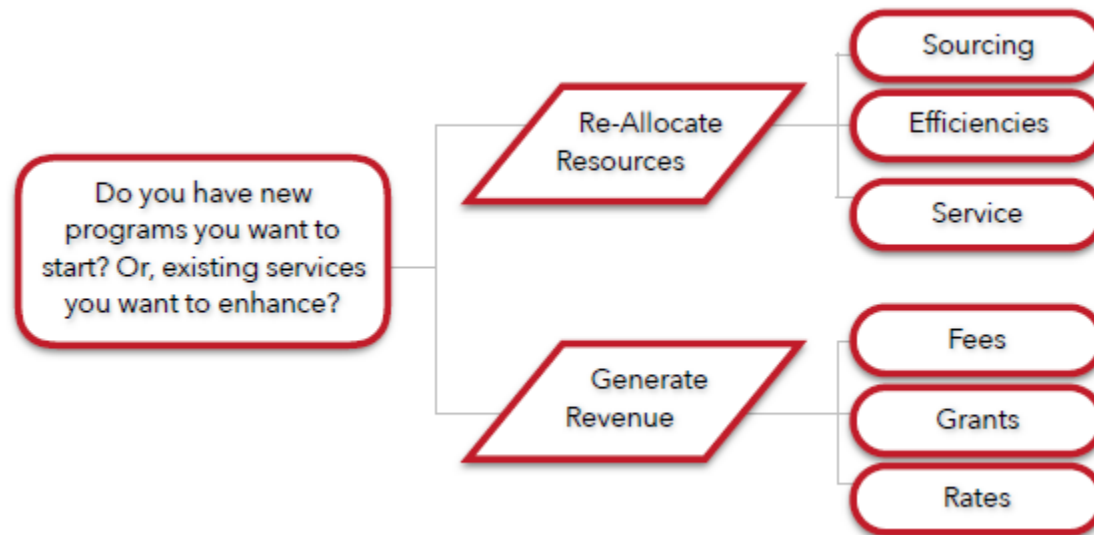 Do you have new
programs you want to
start? Or, existing services
you want to enhance?
Re-Allocate
Resources
Sourcing
Efficiencies
Service
Generate
Revenue
Fees
Grants
Rates